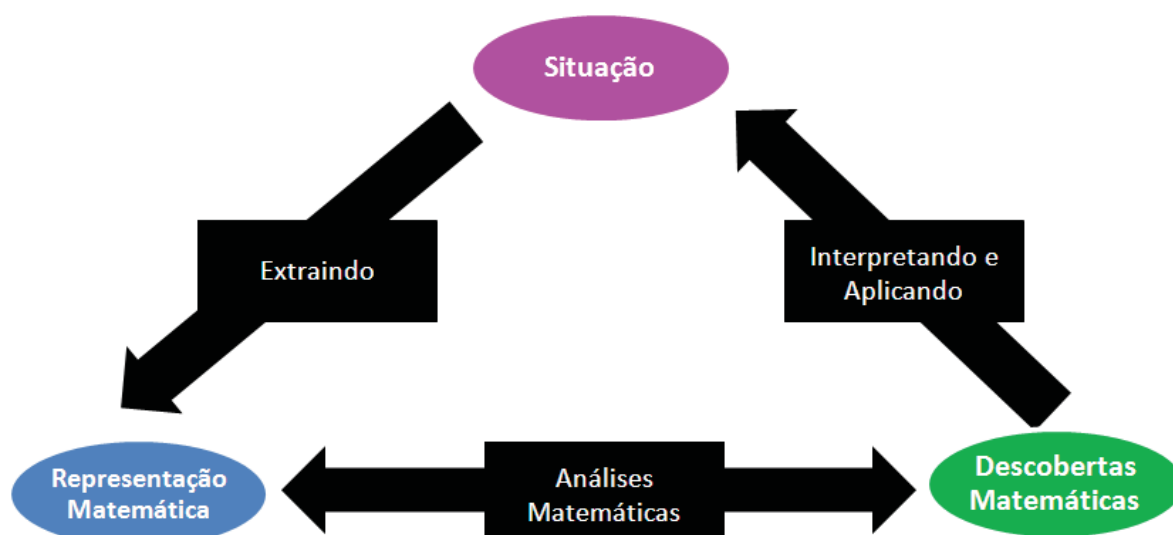 Situação
Extraindo
Interpretando e
Aplicando
Representação
Matemática
Análises
Matemáticas
Descobertas
Matemáticas